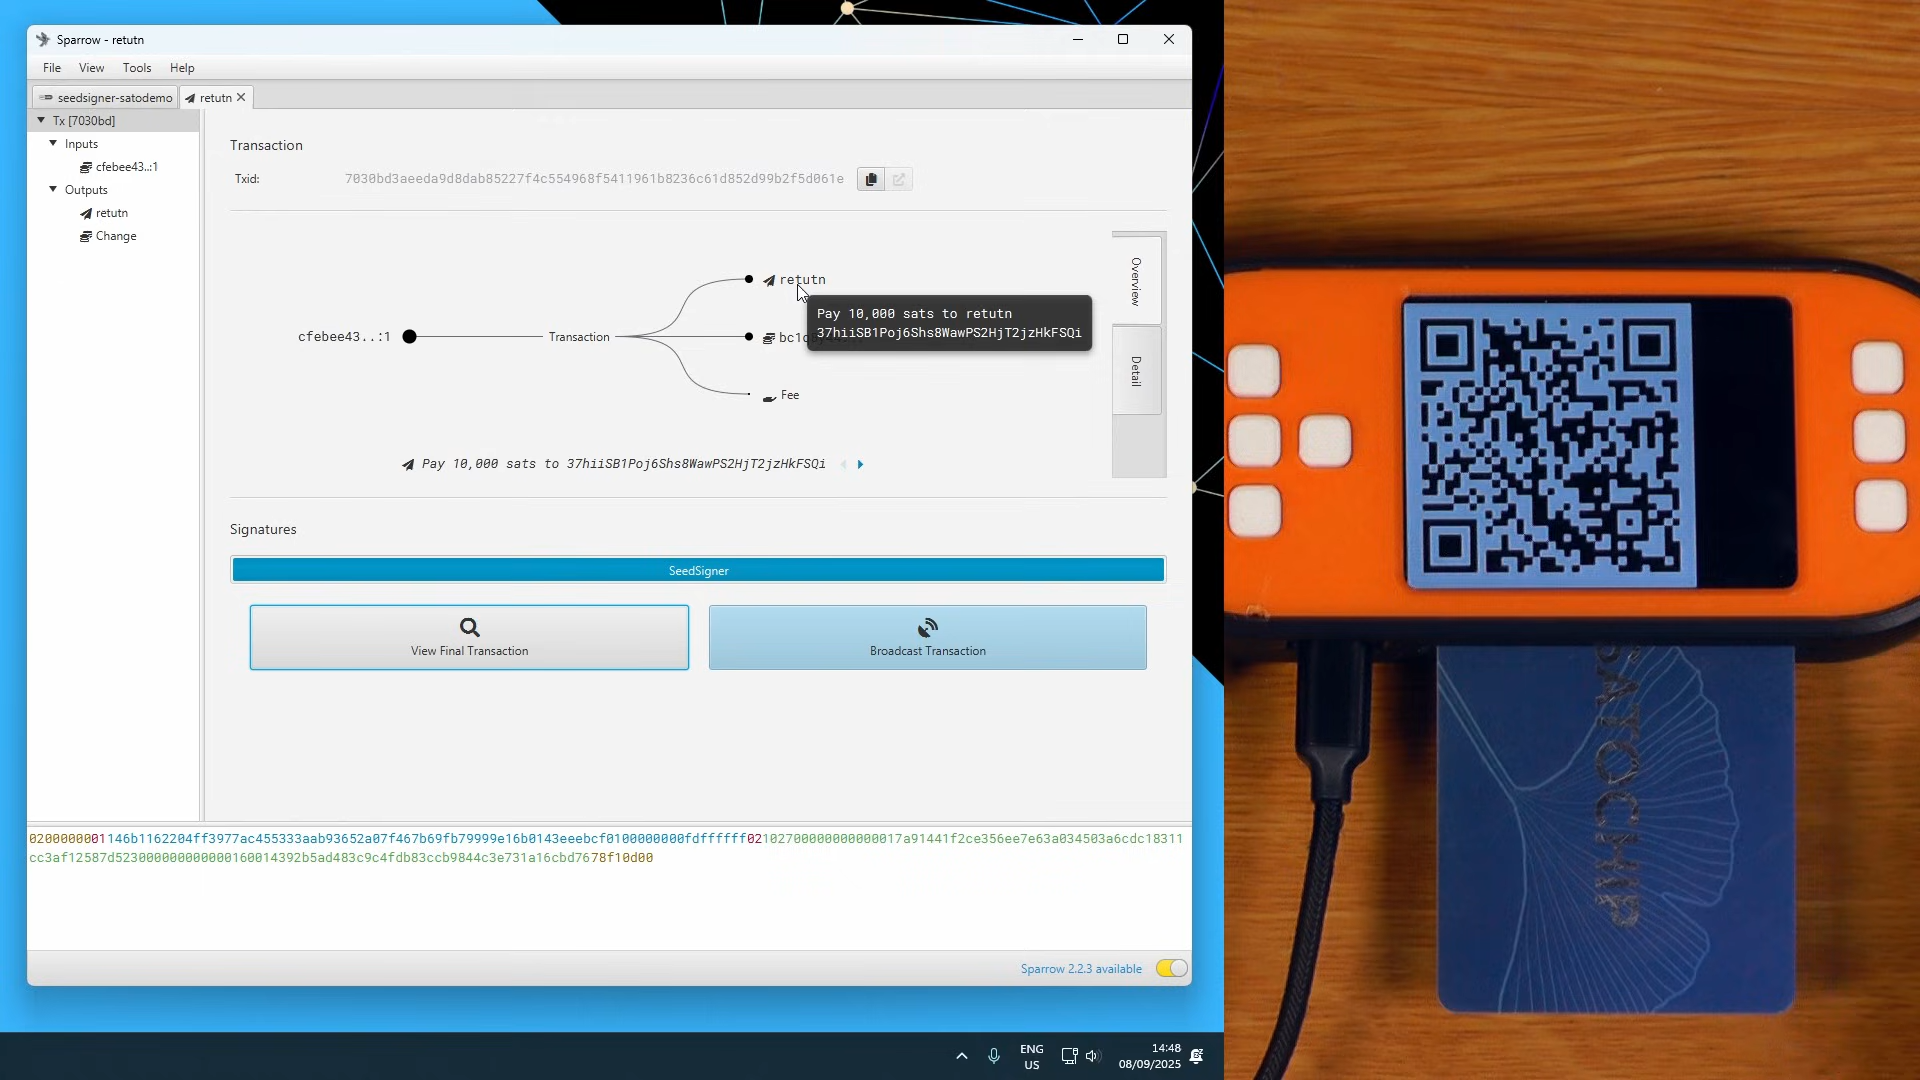 Sparrow - retutn
File View Tools Help
seedsigner-satodemo retutn
Tx [7030bd]
Inputs
cfebee43..:1
Outputs
retutn
Change
Transaction
Txid: 7030bd3aeeda9d8dab85227f4c554968f5411961b8236c61d852d99b2f5d061e
retutn
Pay 10,000 sats to retutn
37hiiSB1Poj6Shs8WawPS2HjT2jzHkFSQi
cfebee43..:1
Transaction
Fee
Overview
Detail
Pay 10,000 sats to 37hiiSB1Poj6Shs8WawPS2HjT2jzHkFSQi
Signatures
SeedSigner
View Final Transaction
Broadcast Transaction
0200000001146b1162204ff3977ac455333aab93652a07f467b69fb79999e16b0143eeebcf0100000000fdffffff02102700000000000017a91441f2ce356ee7e63a034503a6cdc18311
cc3af12587d523000000000000160014392b5ad483c9c4fdb83ccb9844c3e731a16cbd7678f10d00
Sparrow 2.2.3 available
ENG
US
14:48
08/09/2025
SATOCHIP